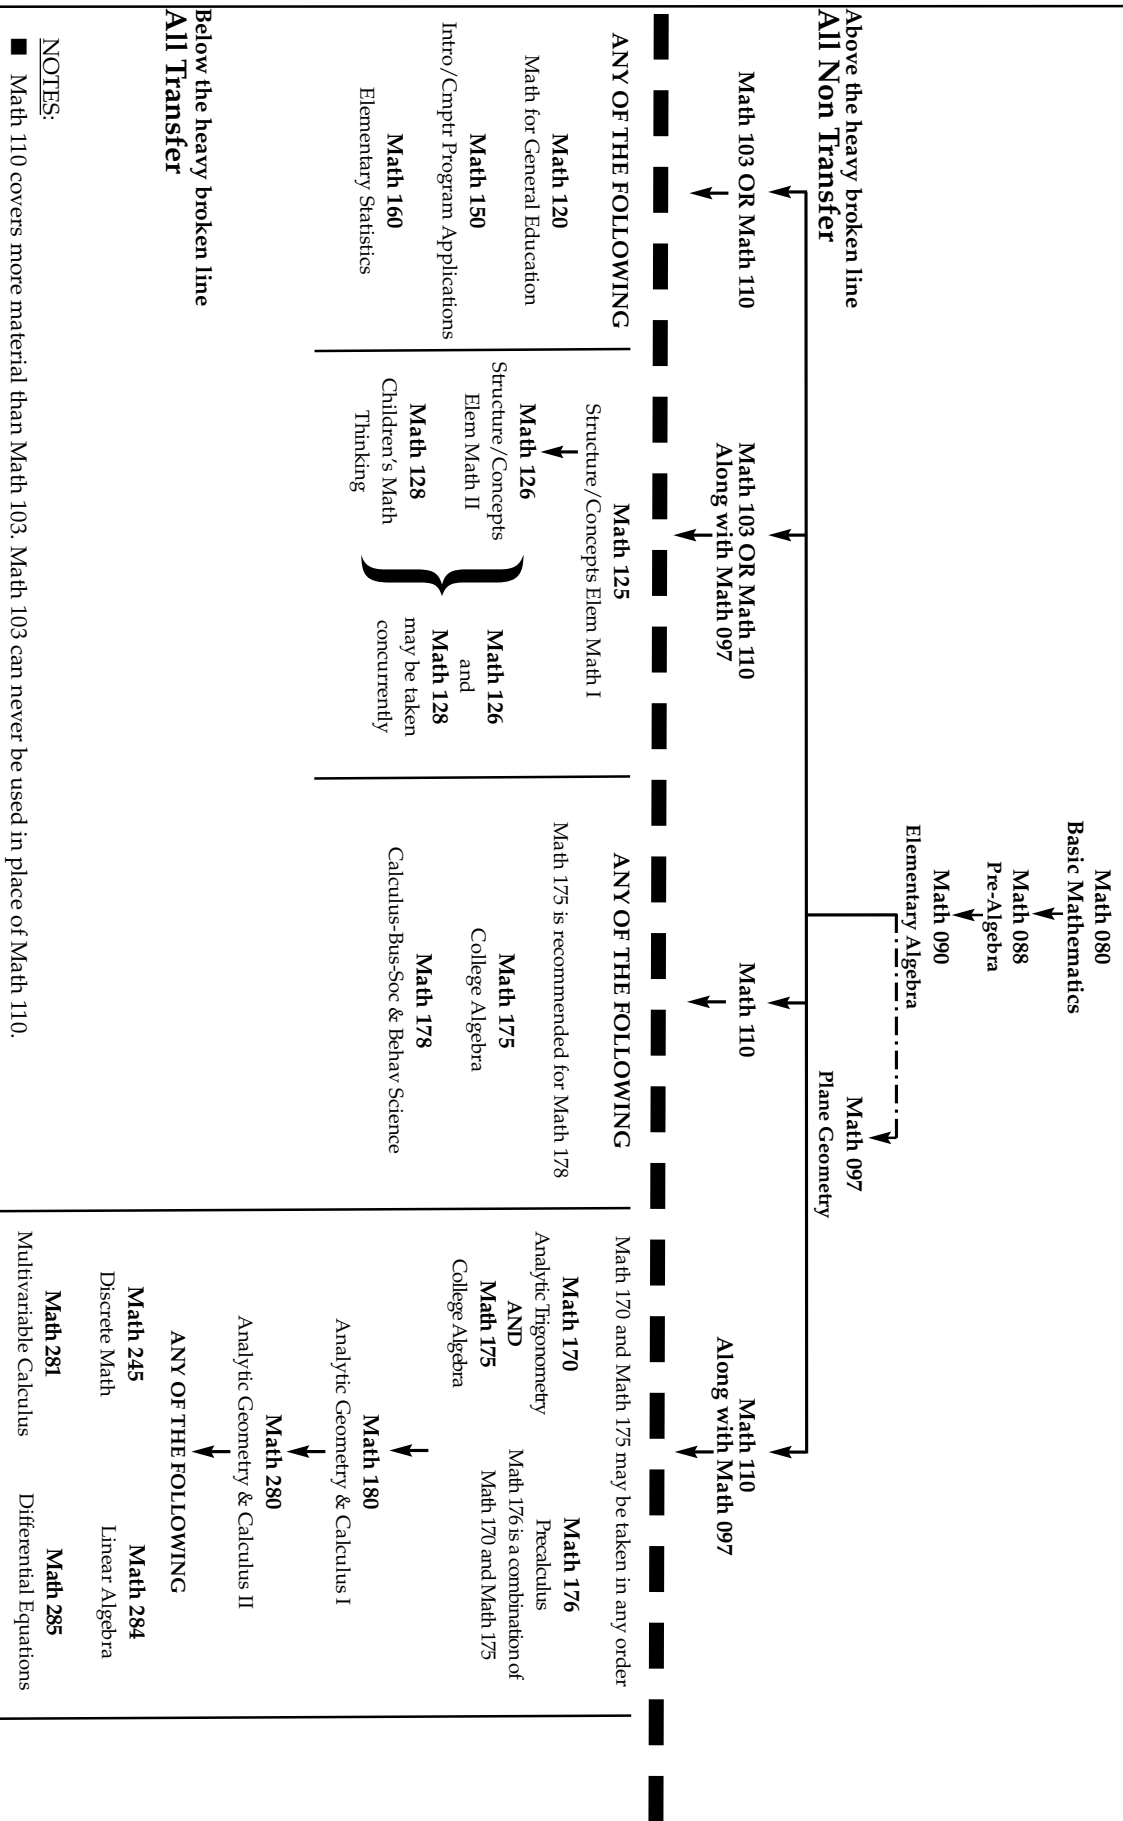 Math 080
Basic Mathematics
Math 088
Pre-Algebra
Math 090
Elementary Algebra
Math 097
Plane Geometry
Above the heavy broken line
All Non Transfer
Math 103 OR Math 110
Math 103 OR Math 110
Along with Math 097
Math 110
Math 110
Along with Math 097
ANY OF THE FOLLOWING
Math 120
Math for General Education
Math 150
Intro/Cmptr Program Applications
Math 160
Elementary Statistics
Math 125
Structure/Concepts Elem Math I
Math 126
Structure/Concepts
Elem Math II
Math 128
Children's Math
Thinking
Math 126
and
Math 128
may be taken
concurrently
ANY OF THE FOLLOWING
Math 175 is recommended for Math 178
Math 175
College Algebra
Math 178
Calculus-Bus-Soc & Behav Science
Math 170 and Math 175 may be taken in any order
Math 170
Analytic Trigonometry
AND
Math 175
College Algebra
Math 176
Precalculus
Math 176 is a combination of
Math 170 and Math 175
Math 180
Analytic Geometry & Calculus I
Math 280
Analytic Geometry & Calculus II
ANY OF THE FOLLOWING
Math 245
Discrete Math
Math 284
Linear Algebra
Math 281
Multivariable Calculus
Math 285
Differential Equations
Below the heavy broken line
All Transfer
NOTES:
■ Math 110 covers more material than Math 103. Math 103 can never be used in place of Math 110.